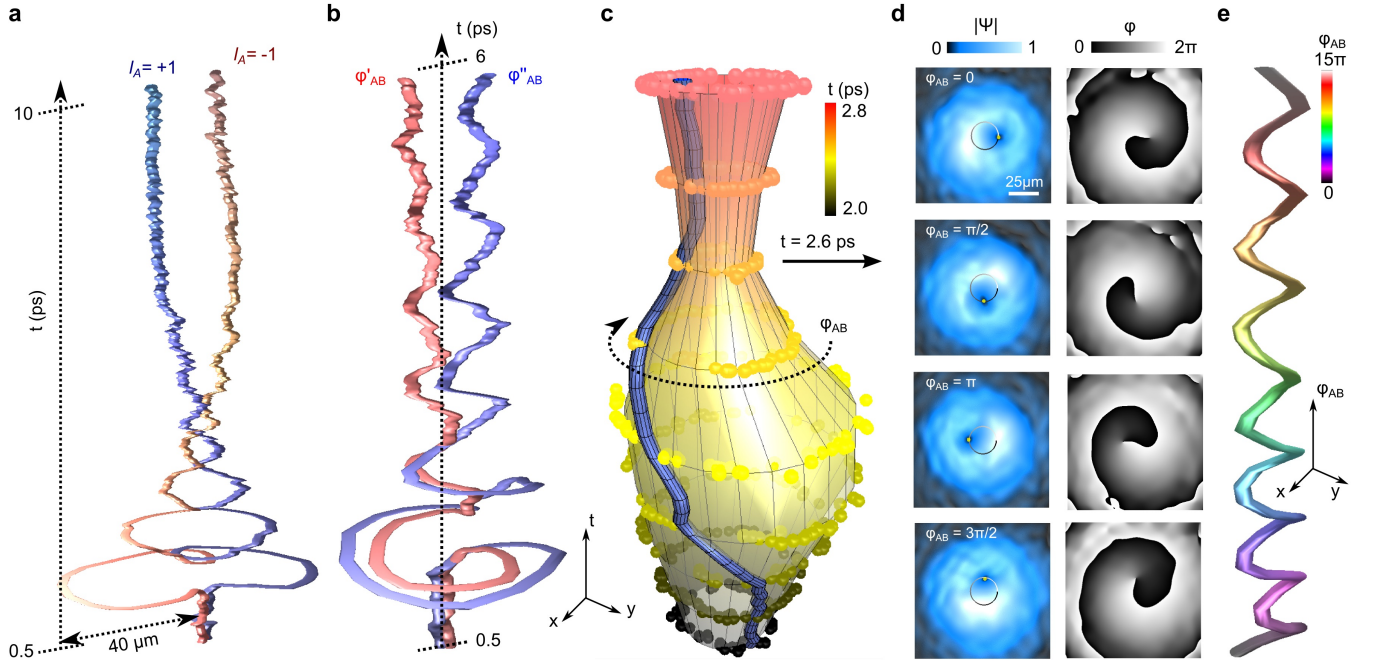 a
l_A= +1
l_A= -1
10
t (ps)
0.5
40 µm
b
t (ps)
6
φ'_AB
φ"_AB
0.5
t
x
y
c
t (ps)
2.8
2.0
t = 2.6 ps
φ_AB
d
|Ψ|
0
1
φ
0
2π
φ_AB = 0
25µm
φ_AB = π/2
φ_AB = π
φ_AB = 3π/2
e
φ_AB
15π
0
φ_AB
x
y